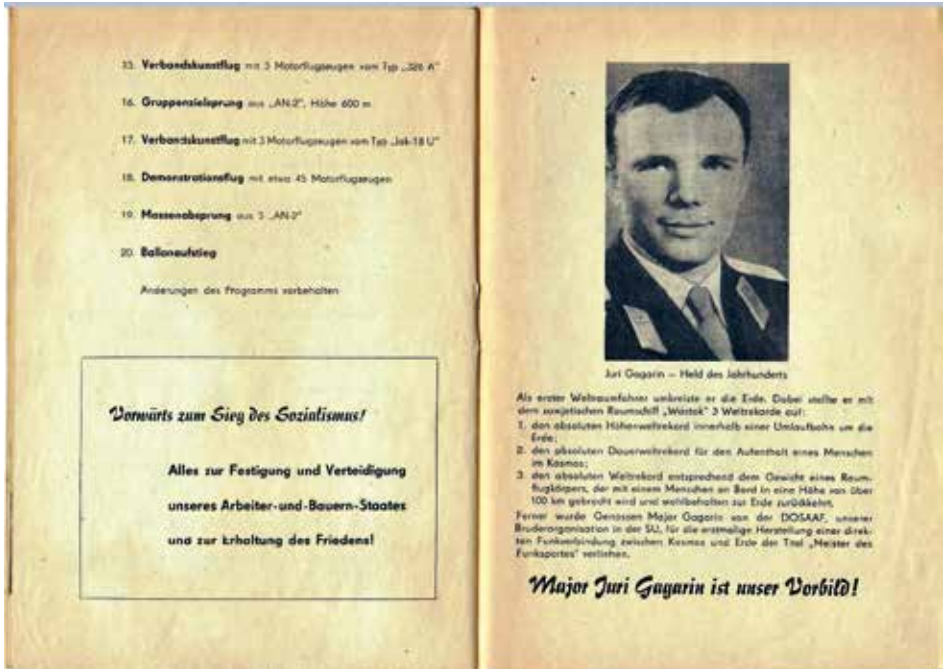 15. Verbandskunstflug mit 5 Motorflugzeugen vom Typ „326 A"
16. Gruppenzielsprung aus „AN-2", Höhe 600 m
17. Verbandskunstflug mit 3 Motorflugzeugen vom Typ „Jak-18 U"
18. Demonstrationsflug mit etwa 45 Motorflugzeugen
19. Massenabsprung aus 3 „AN-2"
20. Ballonaufstieg
Änderungen des Programms vorbehalten
Vorwärts zum Sieg des Sozialismus!
Alles zur Festigung und Verteidigung
unseres Arbeiter-und-Bauern-Staates
und zur Erhaltung des Friedens!
Juri Gagarin — Held des Jahrhunderts
Als erster Weltraumfahrer umkreiste er die Erde. Dabei stellte er mit
dem sowjetischen Raumschiff „Wostok" 3 Weltrekorde auf:
1. den absoluten Höhenweltrekord innerhalb einer Umlaufbahn um die
Erde;
2. den absoluten Dauerweltrekord für den Aufenthalt eines Menschen
im Kosmos;
3. den absoluten Weltrekord entsprechend dem Gewicht eines Raum-
flugkörpers, der mit einem Menschen an Bord in eine Höhe von über
100 km gebracht wird und wohlbehalten zur Erde zurückkehrt.
Ferner wurde Genossen Major Gagarin von der DOSAAF, unserer
Bruderorganisation in der SU, für die erstmalige Herstellung einer direk-
ten Funkverbindung zwischen Kosmos und Erde der Titel „Meister des
Funksportes" verliehen.
Major Juri Gagarin ist unser Vorbild!